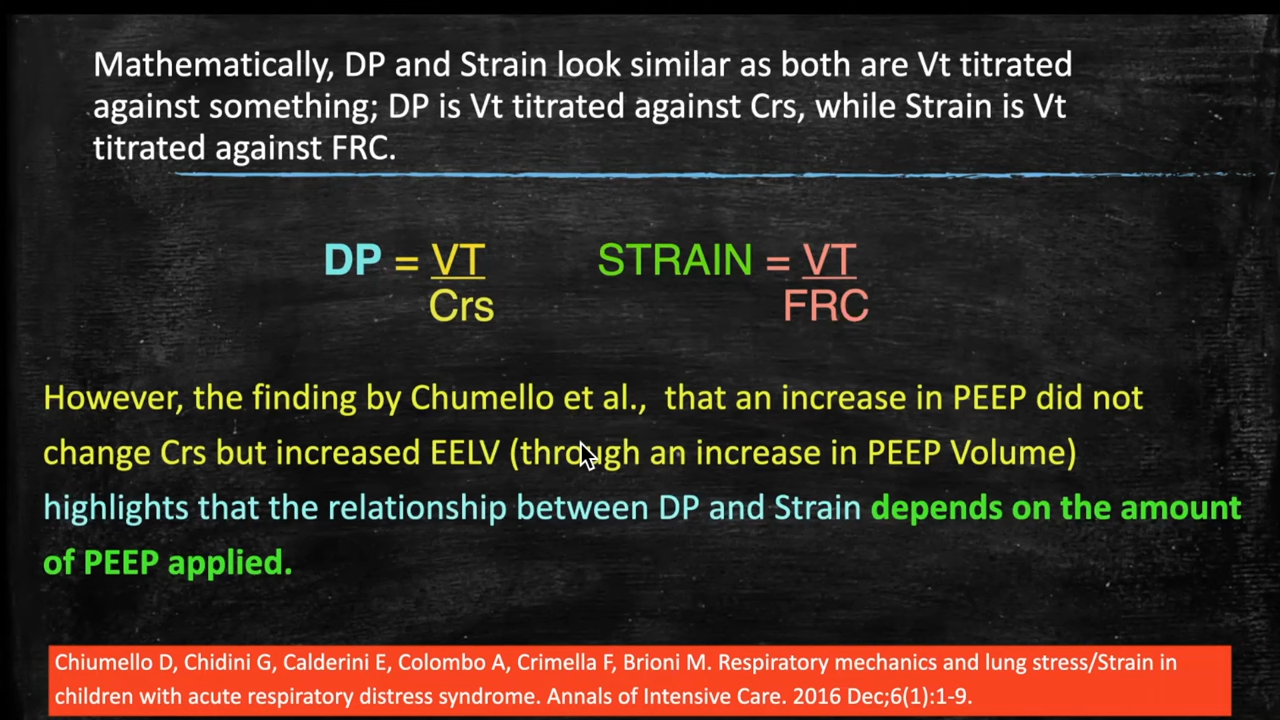 Mathematically, DP and Strain look similar as both are Vt titrated
against something; DP is Vt titrated against Crs, while Strain is Vt
titrated against FRC.
DP = VT
Crs
STRAIN = VT
FRC
However, the finding by Chumello et al., that an increase in PEEP did not
change Crs but increased EELV (through an increase in PEEP Volume)
highlights that the relationship between DP and Strain depends on the amount
of PEEP applied.
Chiumello D, Chidini G, Calderini E, Colombo A, Crimella F, Brioni M. Respiratory mechanics and lung stress/Strain in
children with acute respiratory distress syndrome. Annals of Intensive Care. 2016 Dec;6(1):1-9.